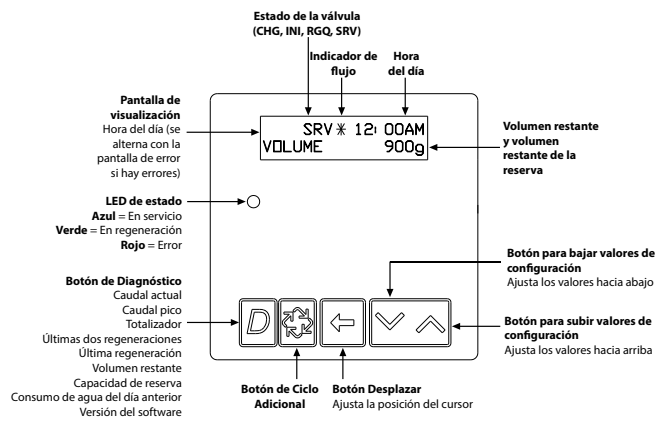 Estado de la válvula
(CHG, INI, RGQ, SRV)
Indicador de
flujo
Hora
del día
Pantalla de
visualización
Hora del día (se
alterna con la
pantalla de error
si hay errores)
SRV * 12:00AM
VOLUME 900g
Volumen restante
y volumen
restante de la
reserva
LED de estado
Azul = En servicio
Verde = En regeneración
Rojo = Error
Botón para bajar valores de
configuración
Ajusta los valores hacia abajo
Botón de Diagnóstico
Caudal actual
Caudal pico
Totalizador
Últimas dos regeneraciones
Última regeneración
Volumen restante
Capacidad de reserva
Consumo de agua del día anterior
Versión del software
D
Botón para subir valores de
configuración
Ajusta los valores hacia arriba
Botón de Ciclo
Adicional
Botón Desplazar
Ajusta la posición del cursor